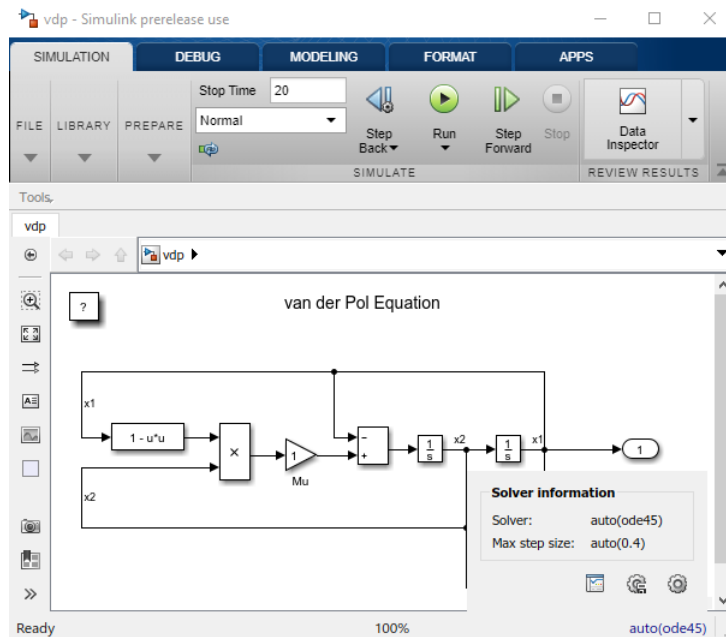 vdp - Simulink prerelease use
SIMULATION DEBUG MODELING FORMAT APPS
FILE LIBRARY PREPARE
Stop Time 20
Normal
Step Back
Run
Step Forward
Stop
Data Inspector
SIMULATE REVIEW RESULTS
Tools
vdp
vdp
?
van der Pol Equation
x1
1 - u*u
×
1
Mu
−
+
1
s
x2
1
s
x1
1
x2
Solver information
Solver: auto(ode45)
Max step size: auto(0.4)
A
Ready 100% auto(ode45)